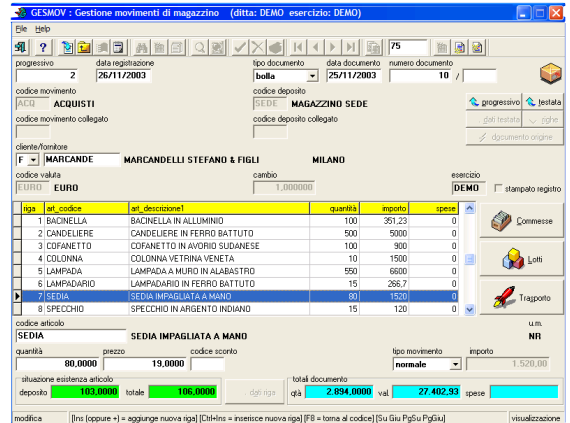 GESMOV : Gestione movimenti di magazzino (ditta: DEMO esercizio: DEMO)
File Help
75
progressivo data registrazione tipo documento data documento numero documento
2 26/11/2003 bolla 25/11/2003 10 /
codice movimento codice deposito
ACQ ACQUISTI SEDE MAGAZZINO SEDE
progressivo testata
codice movimento collegato codice deposito collegato
dati testata righe
documento origine
cliente/fornitore
F MARCANDE MARCANDELLI STEFANO & FIGLI MILANO
codice valuta cambio esercizio
EURO EURO 1,000000 DEMO stampato registro
riga art_codice art_descrizione1 quantità importo spese
1 BACINELLA BACINELLA IN ALLUMINIO 100 351,23 0
2 CANDELIERE CANDELIERE IN FERRO BATTUTO 500 5000 0
3 COFANETTO COFANETTO IN AVORIO SUDANESE 100 900 0
4 COLONNA COLONNA VETRINA VENETA 10 1500 0
5 LAMPADA LAMPADA A MURO IN ALABASTRO 550 6600 0
6 LAMPADARIO LAMPADARIO IN FERRO BATTUTO 15 266,7 0
7 SEDIA SEDIA IMPAGLIATA A MANO 80 1520 0
8 SPECCHIO SPECCHIO IN ARGENTO INDIANO 15 120 0
Commesse
Lotti
Trasporto
codice articolo u.m.
SEDIA SEDIA IMPAGLIATA A MANO NR
quantità prezzo codice sconto tipo movimento importo
80,0000 19,0000 normale 1.520,00
situazione esistenza articolo totali documento
deposito 103,0000 totale 106,0000 dati riga qtà 2.894,0000 val 27.402,93 spese
modifica [Ins (oppure +) = aggiunge nuova riga] [Ctrl+Ins = inserisce nuova riga] [F8 = torna al codice] [Su Giu PgSu PgGiu] visualizzazione